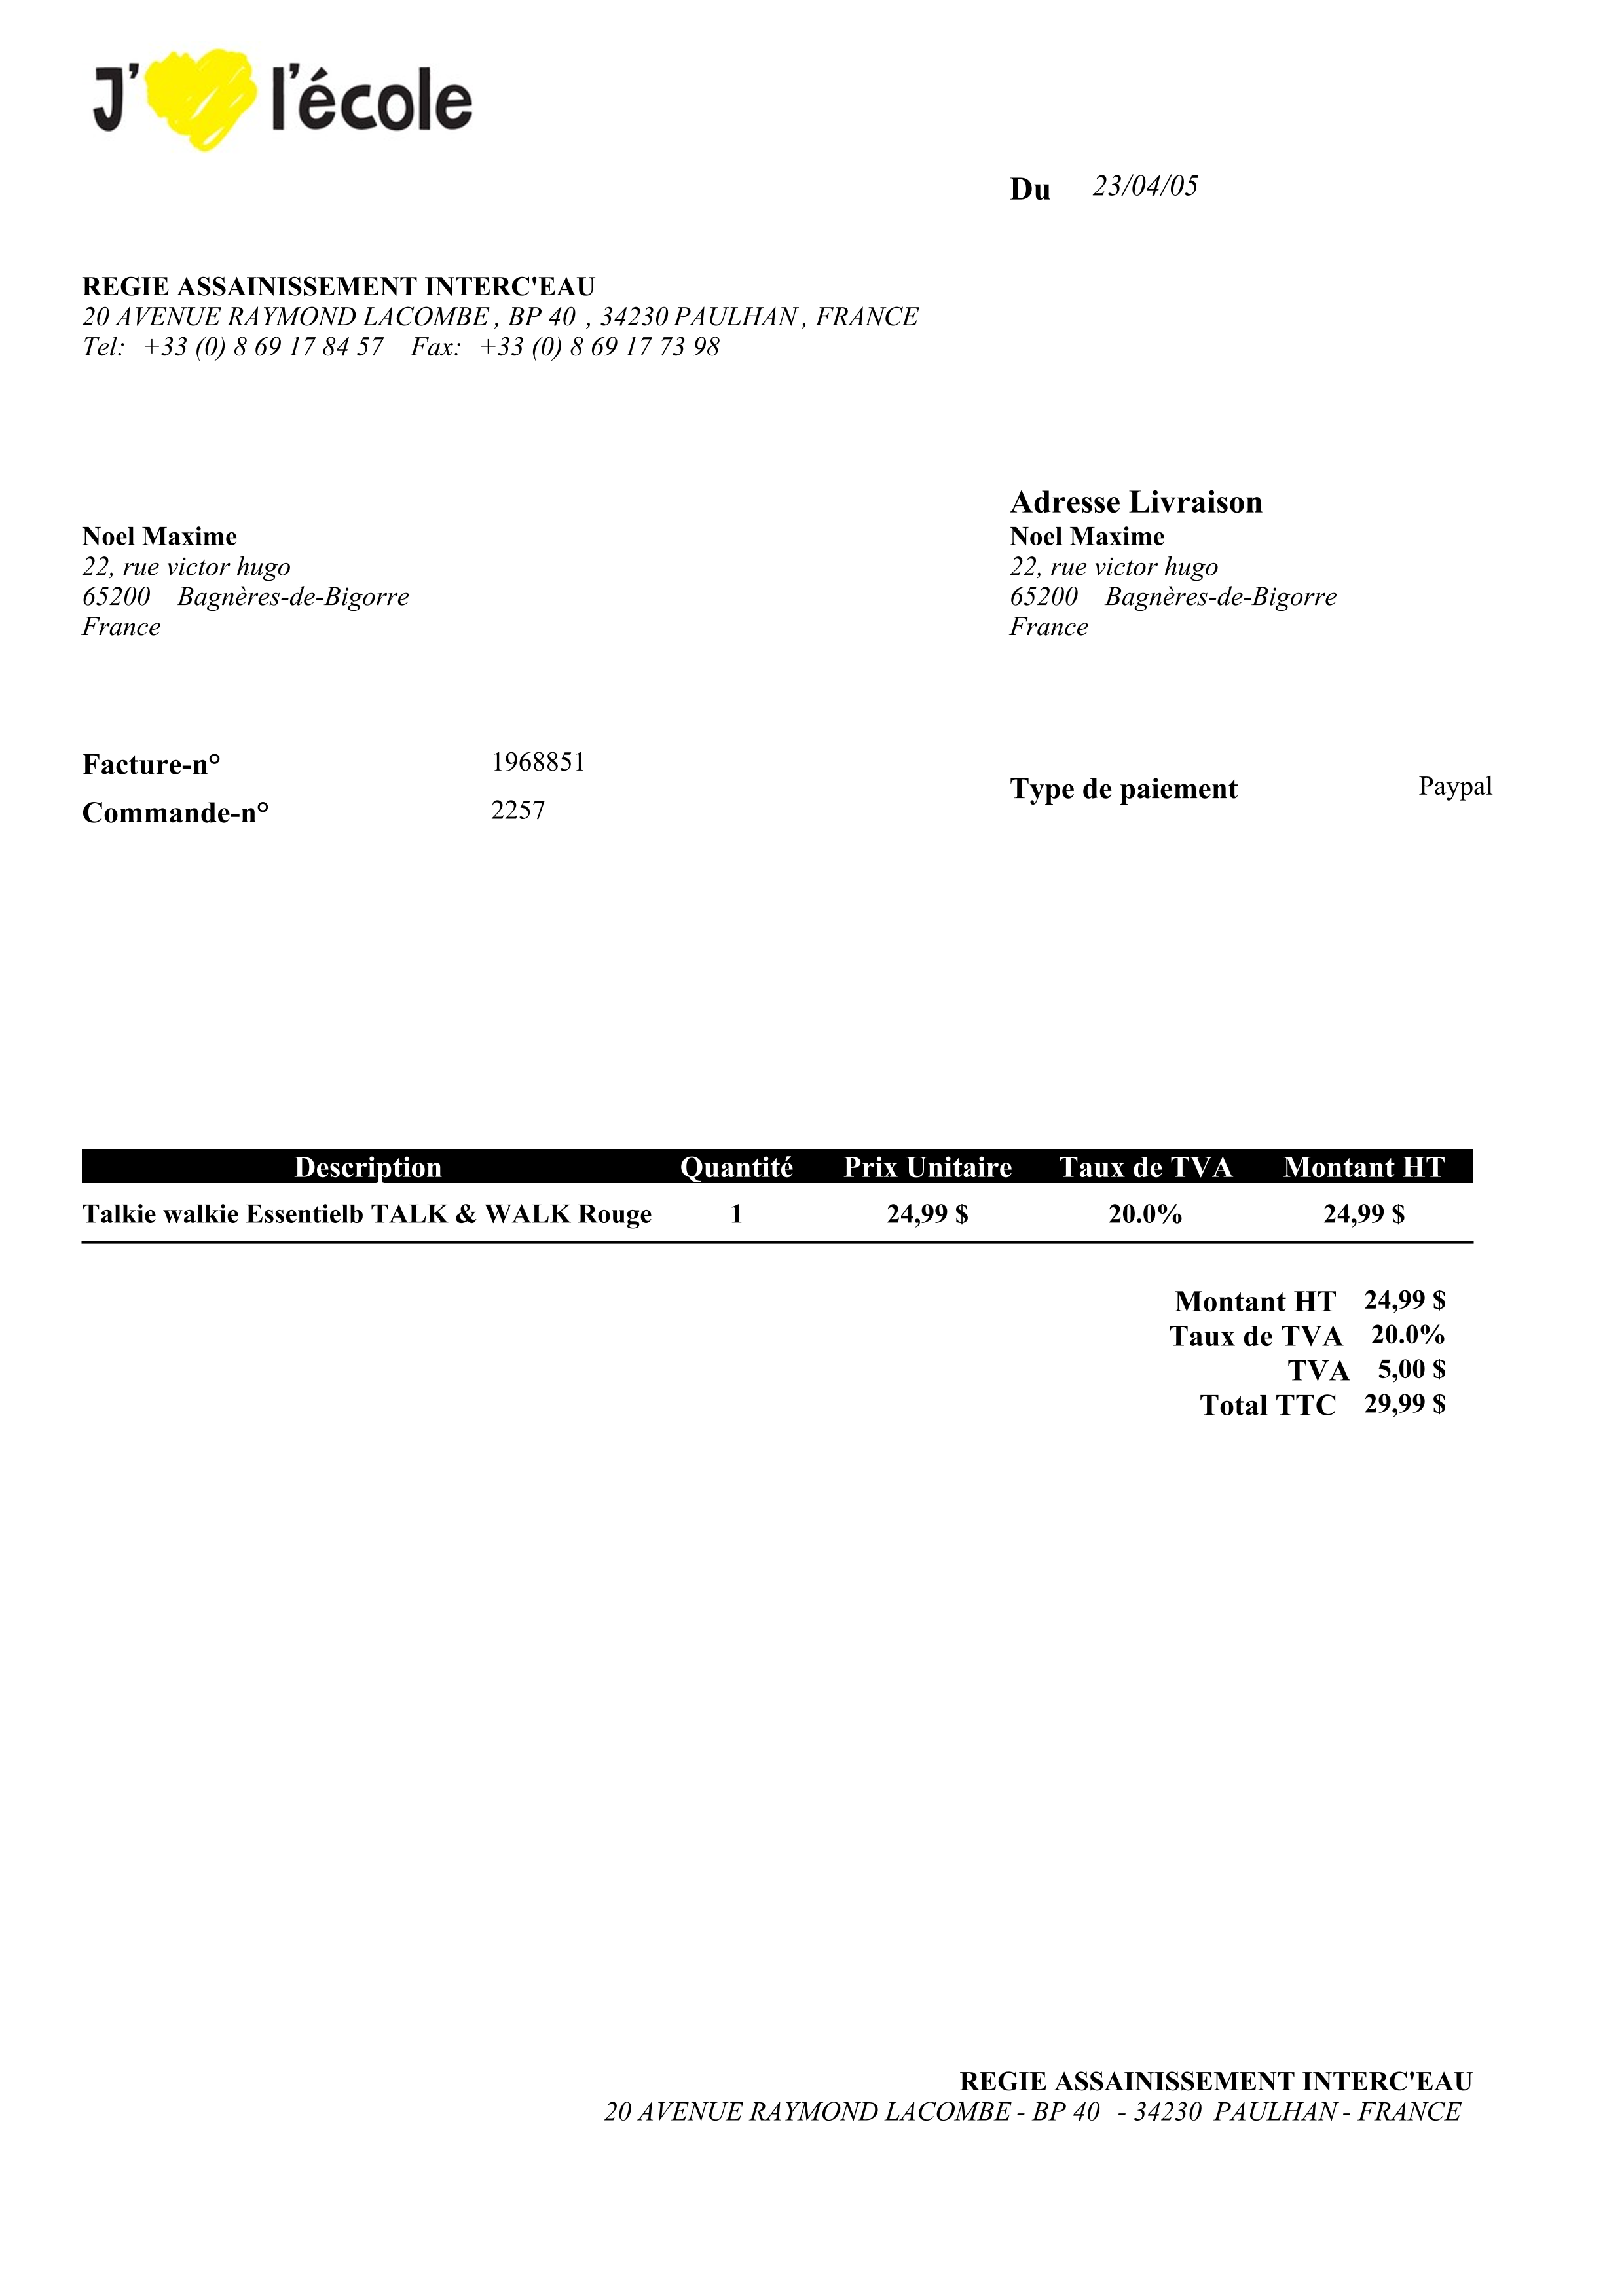 J' l'école
Du 23/04/05
REGIE ASSAINISSEMENT INTERC'EAU
20 AVENUE RAYMOND LACOMBE , BP 40 , 34230 PAULHAN , FRANCE
Tel: +33 (0) 8 69 17 84 57 Fax: +33 (0) 8 69 17 73 98
Noel Maxime
22, rue victor hugo
65200 Bagnères-de-Bigorre
France
Adresse Livraison
Noel Maxime
22, rue victor hugo
65200 Bagnères-de-Bigorre
France
Facture-n° 1968851
Commande-n° 2257
Type de paiement Paypal
Description Quantité Prix Unitaire Taux de TVA Montant HT
Talkie walkie Essentielb TALK & WALK Rouge 1 24,99 $ 20.0% 24,99 $
Montant HT 24,99 $
Taux de TVA 20.0%
TVA 5,00 $
Total TTC 29,99 $
REGIE ASSAINISSEMENT INTERC'EAU
20 AVENUE RAYMOND LACOMBE - BP 40 - 34230 PAULHAN - FRANCE